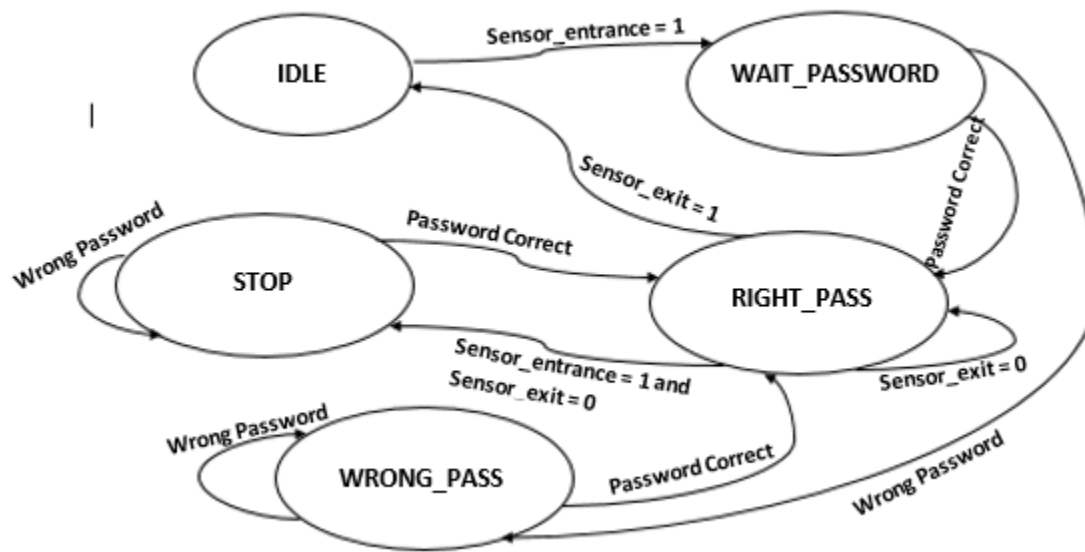 Sensor_entrance = 1
IDLE
WAIT_PASSWORD
Password Correct
Sensor_exit = 1
Wrong Password
Password Correct
STOP
RIGHT_PASS
Sensor_entrance = 1 and
Sensor_exit = 0
Sensor_exit = 0
Wrong Password
WRONG_PASS
Password Correct
Wrong Password